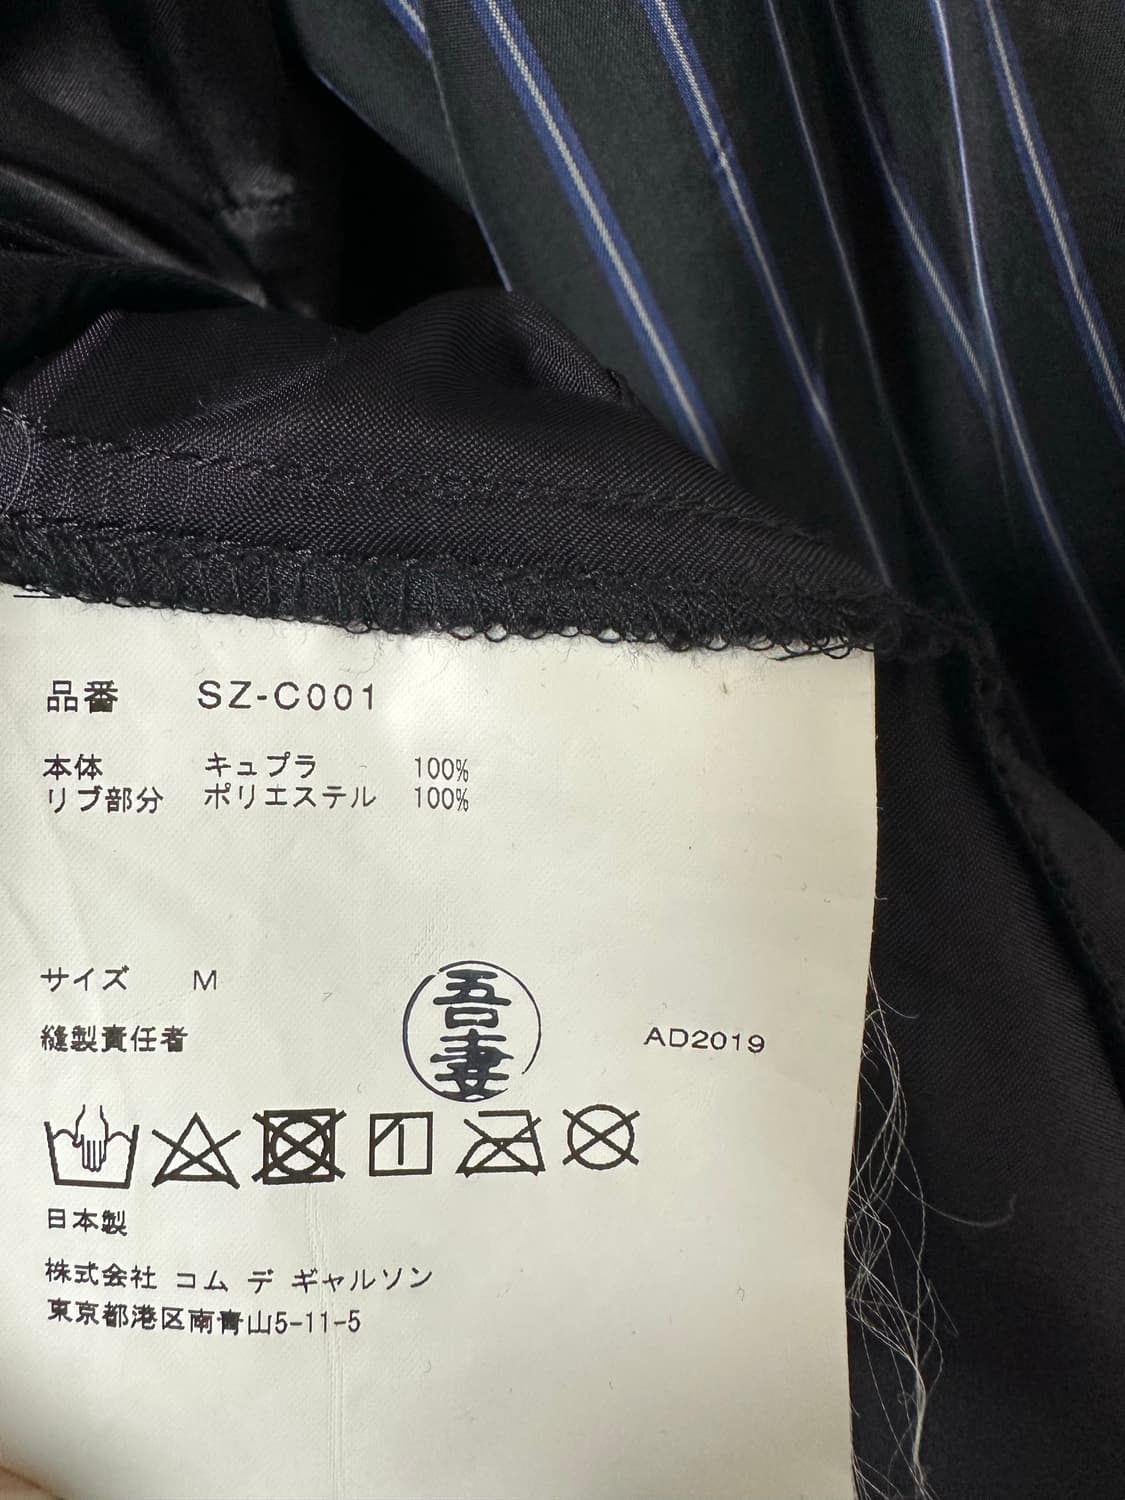 品番 SZ-C001
本体 キュプラ 100%
リブ部分 ポリエステル 100%
サイズ M
縫製責任者 吾妻 AD2019
日本製
株式会社 コム デ ギャルソン
東京都港区南青山5-11-5